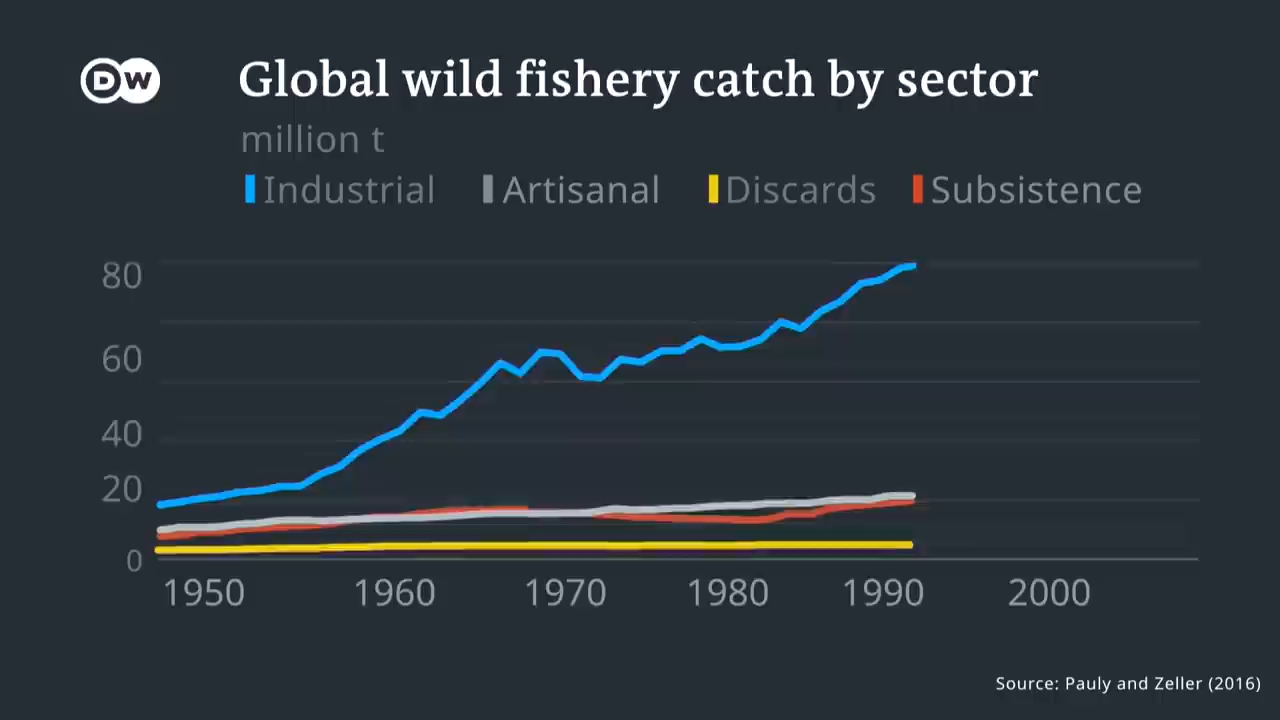 DW
Global wild fishery catch by sector
million t
Industrial Artisanal Discards Subsistence
80
60
40
20
0
1950 1960 1970 1980 1990 2000
Source: Pauly and Zeller (2016)